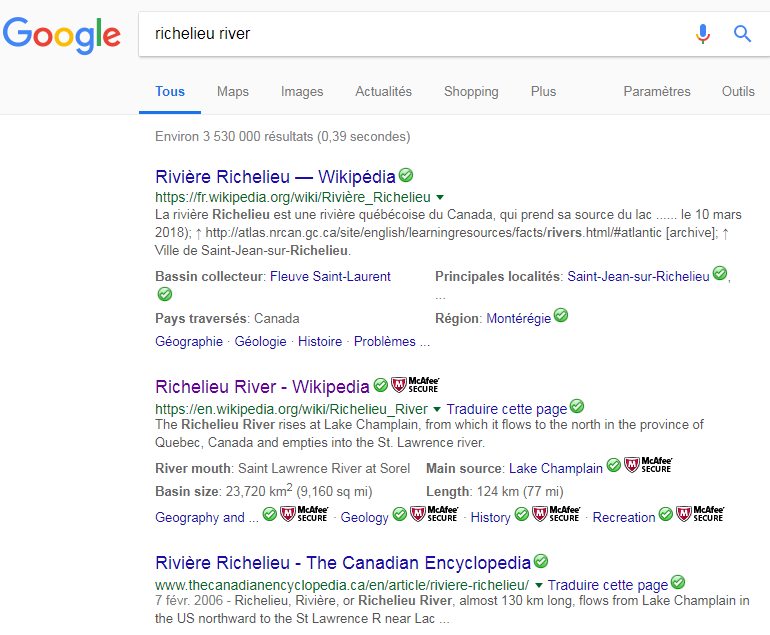 Google
richelieu river
Tous Maps Images Actualités Shopping Plus Paramètres Outils
Environ 3 530 000 résultats (0,39 secondes)
Rivière Richelieu — Wikipédia
https://fr.wikipedia.org/wiki/Rivière_Richelieu
La rivière Richelieu est une rivière québécoise du Canada, qui prend sa source du lac ...... le 10 mars
2018); ↑ http://atlas.nrcan.gc.ca/site/english/learningresources/facts/rivers.html/#atlantic [archive]; ↑
Ville de Saint-Jean-sur-Richelieu.
Bassin collecteur: Fleuve Saint-Laurent Principales localités: Saint-Jean-sur-Richelieu,
...
Pays traversés: Canada Région: Montérégie
Géographie · Géologie · Histoire · Problèmes ...
Richelieu River - Wikipedia McAfee SECURE
https://en.wikipedia.org/wiki/Richelieu_River Traduire cette page
The Richelieu River rises at Lake Champlain, from which it flows to the north in the province of
Quebec, Canada and empties into the St. Lawrence river.
River mouth: Saint Lawrence River at Sorel Main source: Lake Champlain McAfee SECURE
Basin size: 23,720 km2 (9,160 sq mi) Length: 124 km (77 mi)
Geography and ... McAfee SECURE · Geology McAfee SECURE · History McAfee SECURE · Recreation McAfee SECURE
Rivière Richelieu - The Canadian Encyclopedia
www.thecanadianencyclopedia.ca/en/article/riviere-richelieu/ Traduire cette page
7 févr. 2006 - Richelieu, Rivière, or Richelieu River, almost 130 km long, flows from Lake Champlain in
the US northward to the St Lawrence R near Lac ...